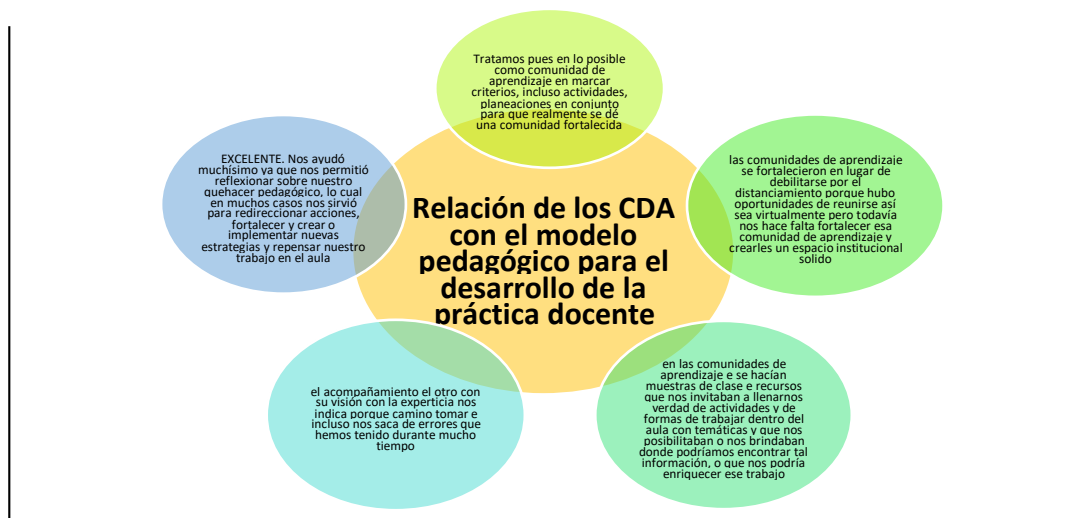 Tratamos pues en lo posible
como comunidad de
aprendizaje en marcar
criterios, incluso actividades,
planeaciones en conjunto
para que realmente se dé
una comunidad fortalecida
EXCELENTE. Nos ayudó
muchísimo ya que nos permitió
reflexionar sobre nuestro
quehacer pedagógico, lo cual
en muchos casos nos sirvió
para redireccionar acciones,
fortalecer y crear o
implementar nuevas
estrategias y repensar nuestro
trabajo en el aula
Relación de los CDA
con el modelo
pedagógico para el
desarrollo de la
práctica docente
las comunidades de aprendizaje
se fortalecieron en lugar de
debilitarse por el
distanciamiento porque hubo
oportunidades de reunirse así
sea virtualmente pero todavía
nos hace falta fortalecer esa
comunidad de aprendizaje y
crearles un espacio institucional
solido
el acompañamiento el otro con
su visión con la experticia nos
indica porque camino tomar e
incluso nos saca de errores que
hemos tenido durante mucho
tiempo
en las comunidades de
aprendizaje e se hacían
muestras de clase e recursos
que nos invitaban a llenarnos
verdad de actividades y de
formas de trabajar dentro del
aula con temáticas y que nos
posibilitaban o nos brindaban
donde podríamos encontrar tal
información, o que nos podría
enriquecer ese trabajo